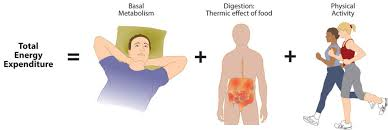 Total
Energy
Expenditure
=
Basal
Metabolism
+
Digestion:
Thermic effect of food
+
Physical
Activity